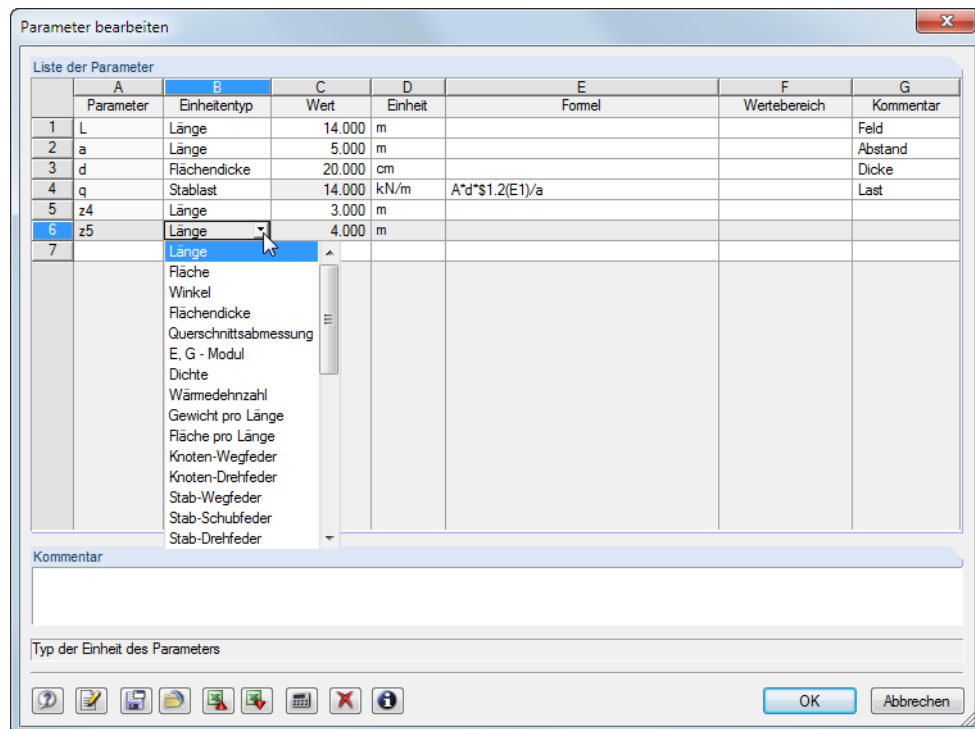 Parameter bearbeiten
Liste der Parameter
A B C D E F G
Parameter Einheitentyp Wert Einheit Formel Wertebereich Kommentar
1 L Länge 14.000 m Feld
2 a Länge 5.000 m Abstand
3 d Flächendicke 20.000 cm Dicke
4 q Stablast 14.000 kN/m A*d*$1.2(E1)/a Last
5 z4 Länge 3.000 m
6 z5 Länge 4.000 m
7
Länge
Fläche
Winkel
Flächendicke
Querschnittsabmessung
E, G - Modul
Dichte
Wärmedehnzahl
Gewicht pro Länge
Fläche pro Länge
Knoten-Wegfeder
Knoten-Drehfeder
Stab-Wegfeder
Stab-Schubfeder
Stab-Drehfeder
Kommentar
Typ der Einheit des Parameters
OK Abbrechen